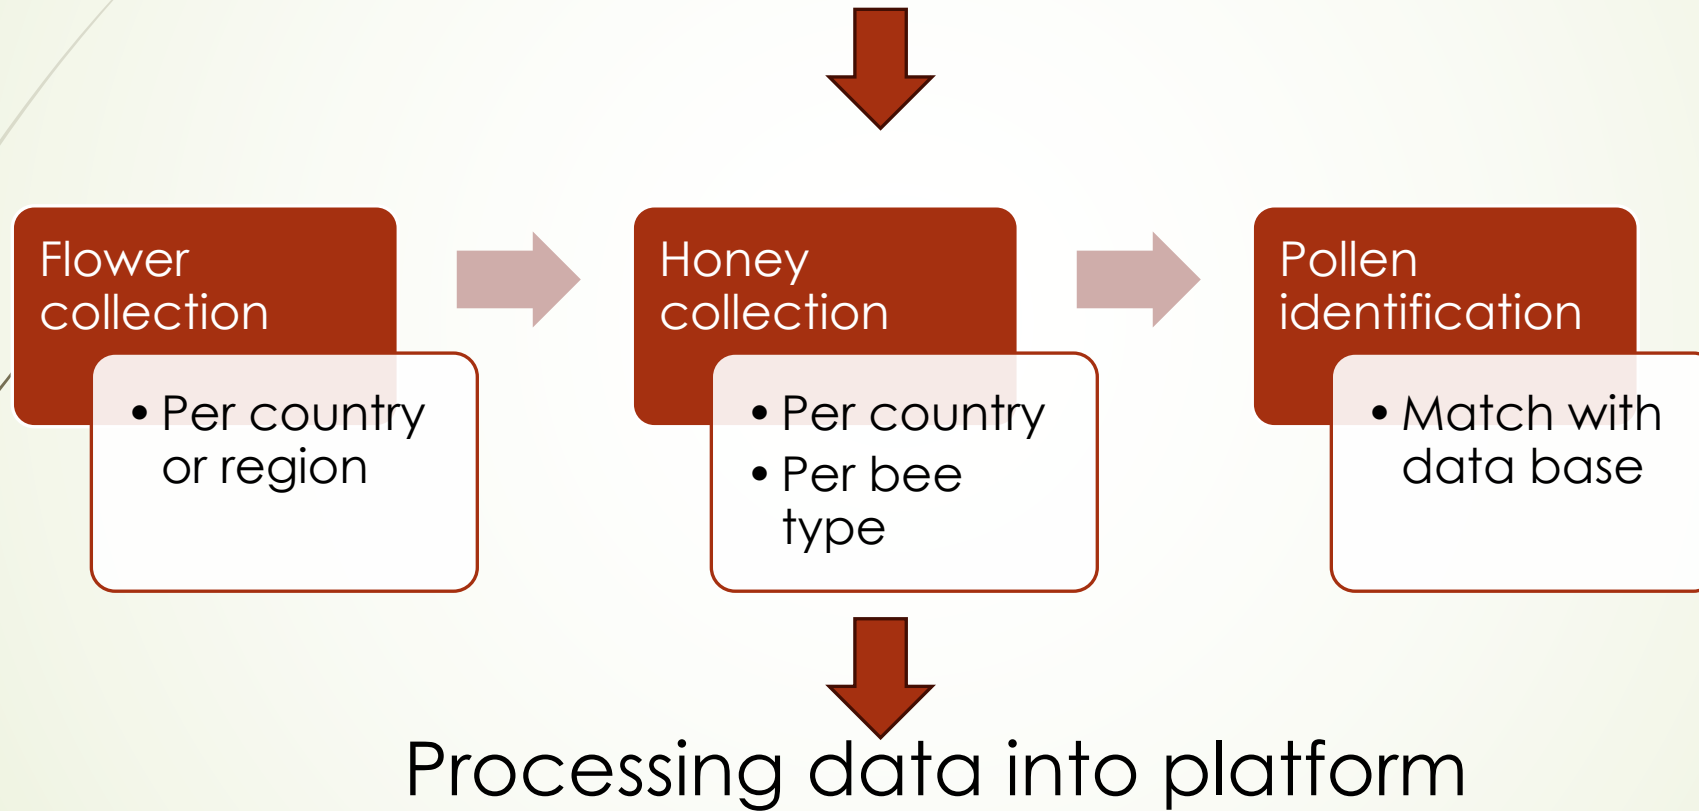 Flower
collection
• Per country
or region
Honey
collection
• Per country
• Per bee
type
Pollen
identification
• Match with
data base
Processing data into platform